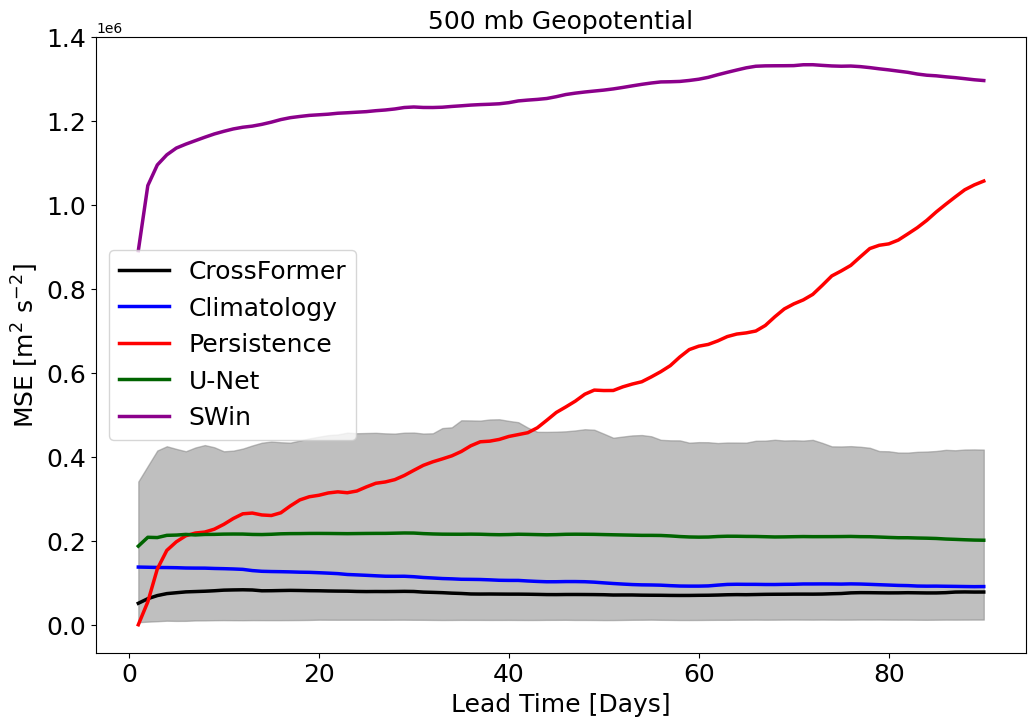 500 mb Geopotential
1e6
1.4
1.2
1.0
0.8
0.6
0.4
0.2
0.0
MSE [m² s⁻²]
CrossFormer
Climatology
Persistence
U-Net
SWin
0 20 40 60 80
Lead Time [Days]